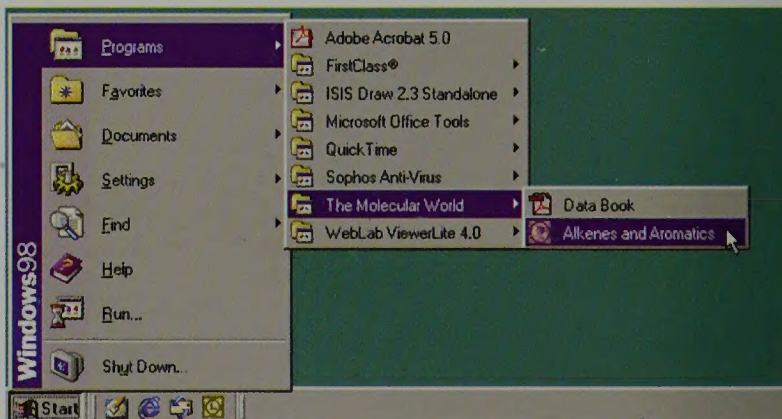 Programs
Favorites
Documents
Settings
Find
Help
Run...
Shut Down...
Windows98
Start
Adobe Acrobat 5.0
FirstClass®
ISIS Draw 2.3 Standalone
Microsoft Office Tools
QuickTime
Sophos Anti-Virus
The Molecular World
WebLab ViewerLite 4.0
Data Book
Alkenes and Aromatics